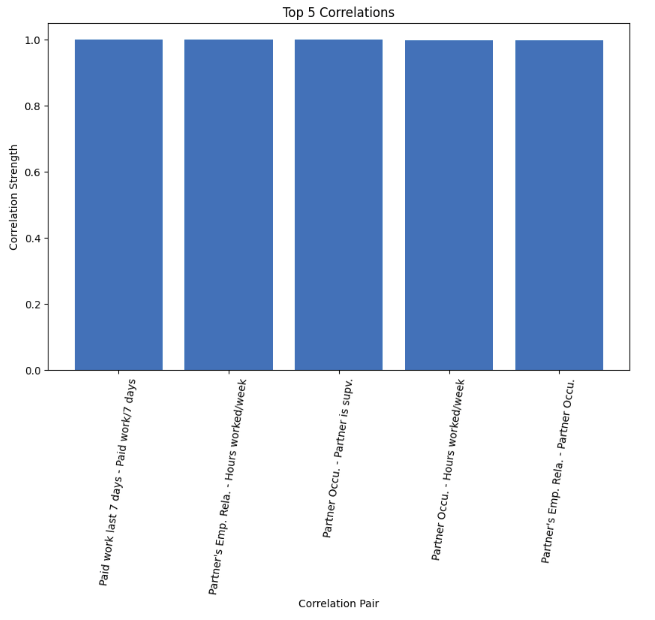 Top 5 Correlations
Correlation Strength
1.0
0.8
0.6
0.4
0.2
0.0
Paid work last 7 days - Paid work/7 days
Partner's Emp. Rela. - Hours worked/week
Partner Occu. - Partner is supv.
Partner Occu. - Hours worked/week
Partner's Emp. Rela. - Partner Occu.
Correlation Pair